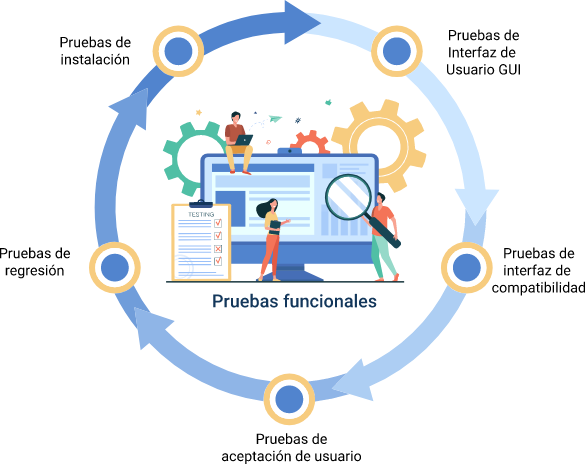 Pruebas de
instalación
Pruebas de
Interfaz de
Usuario GUI
TESTING
Pruebas de
regresión
Pruebas de
interfaz de
compatibilidad
Pruebas funcionales
Pruebas de
aceptación de usuario